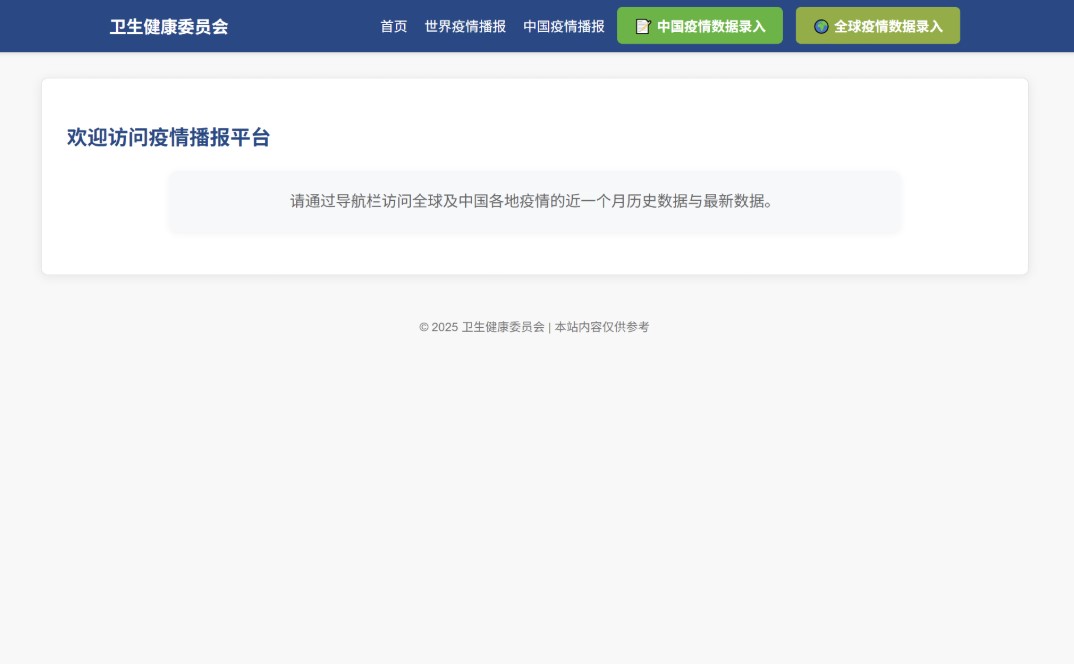 卫生健康委员会
首页 世界疫情播报 中国疫情播报 📝 中国疫情数据录入 🌍 全球疫情数据录入
欢迎访问疫情播报平台
请通过导航栏访问全球及中国各地疫情的近一个月历史数据与最新数据。
© 2025 卫生健康委员会 | 本站内容仅供参考